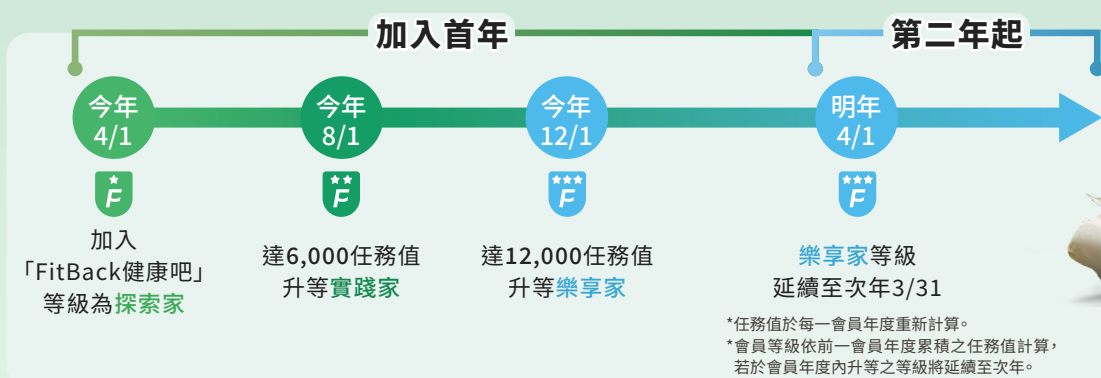 加入首年
第二年起
今年
4/1
今年
8/1
今年
12/1
明年
4/1
F
F
F
F
加入
「FitBack健康吧」
等級為探索家
達6,000任務值
升等實踐家
達12,000任務值
升等樂享家
樂享家等級
延續至次年3/31
*任務值於每一會員年度重新計算。
*會員等級依前一會員年度累積之任務值計算，
若於會員年度內升等之等級將延續至次年。